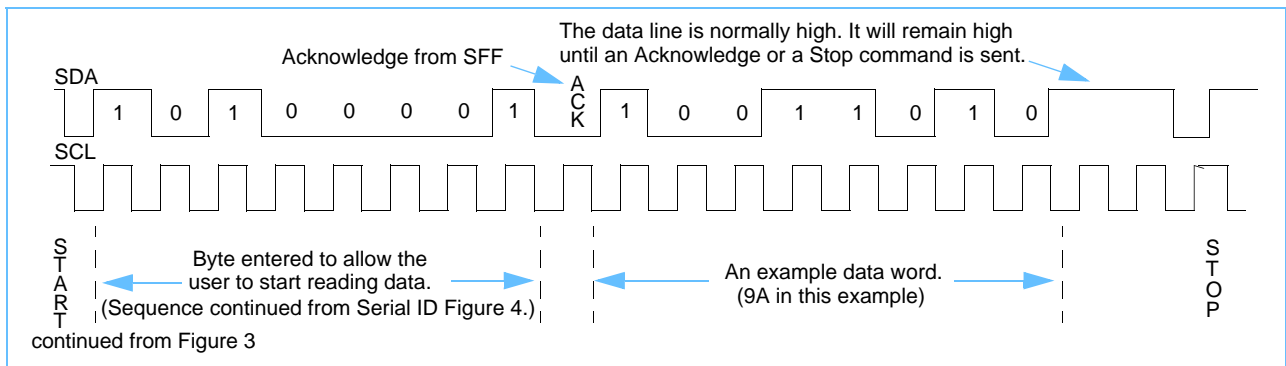 The data line is normally high. It will remain high
until an Acknowledge or a Stop command is sent.
Acknowledge from SFF
SDA
ACK
1 0 1 0 0 0 0 1
1 0 0 1 1 0 1 0
SCL
START
Byte entered to allow the
user to start reading data.
(Sequence continued from Serial ID Figure 4.)
An example data word.
(9A in this example)
STOP
continued from Figure 3